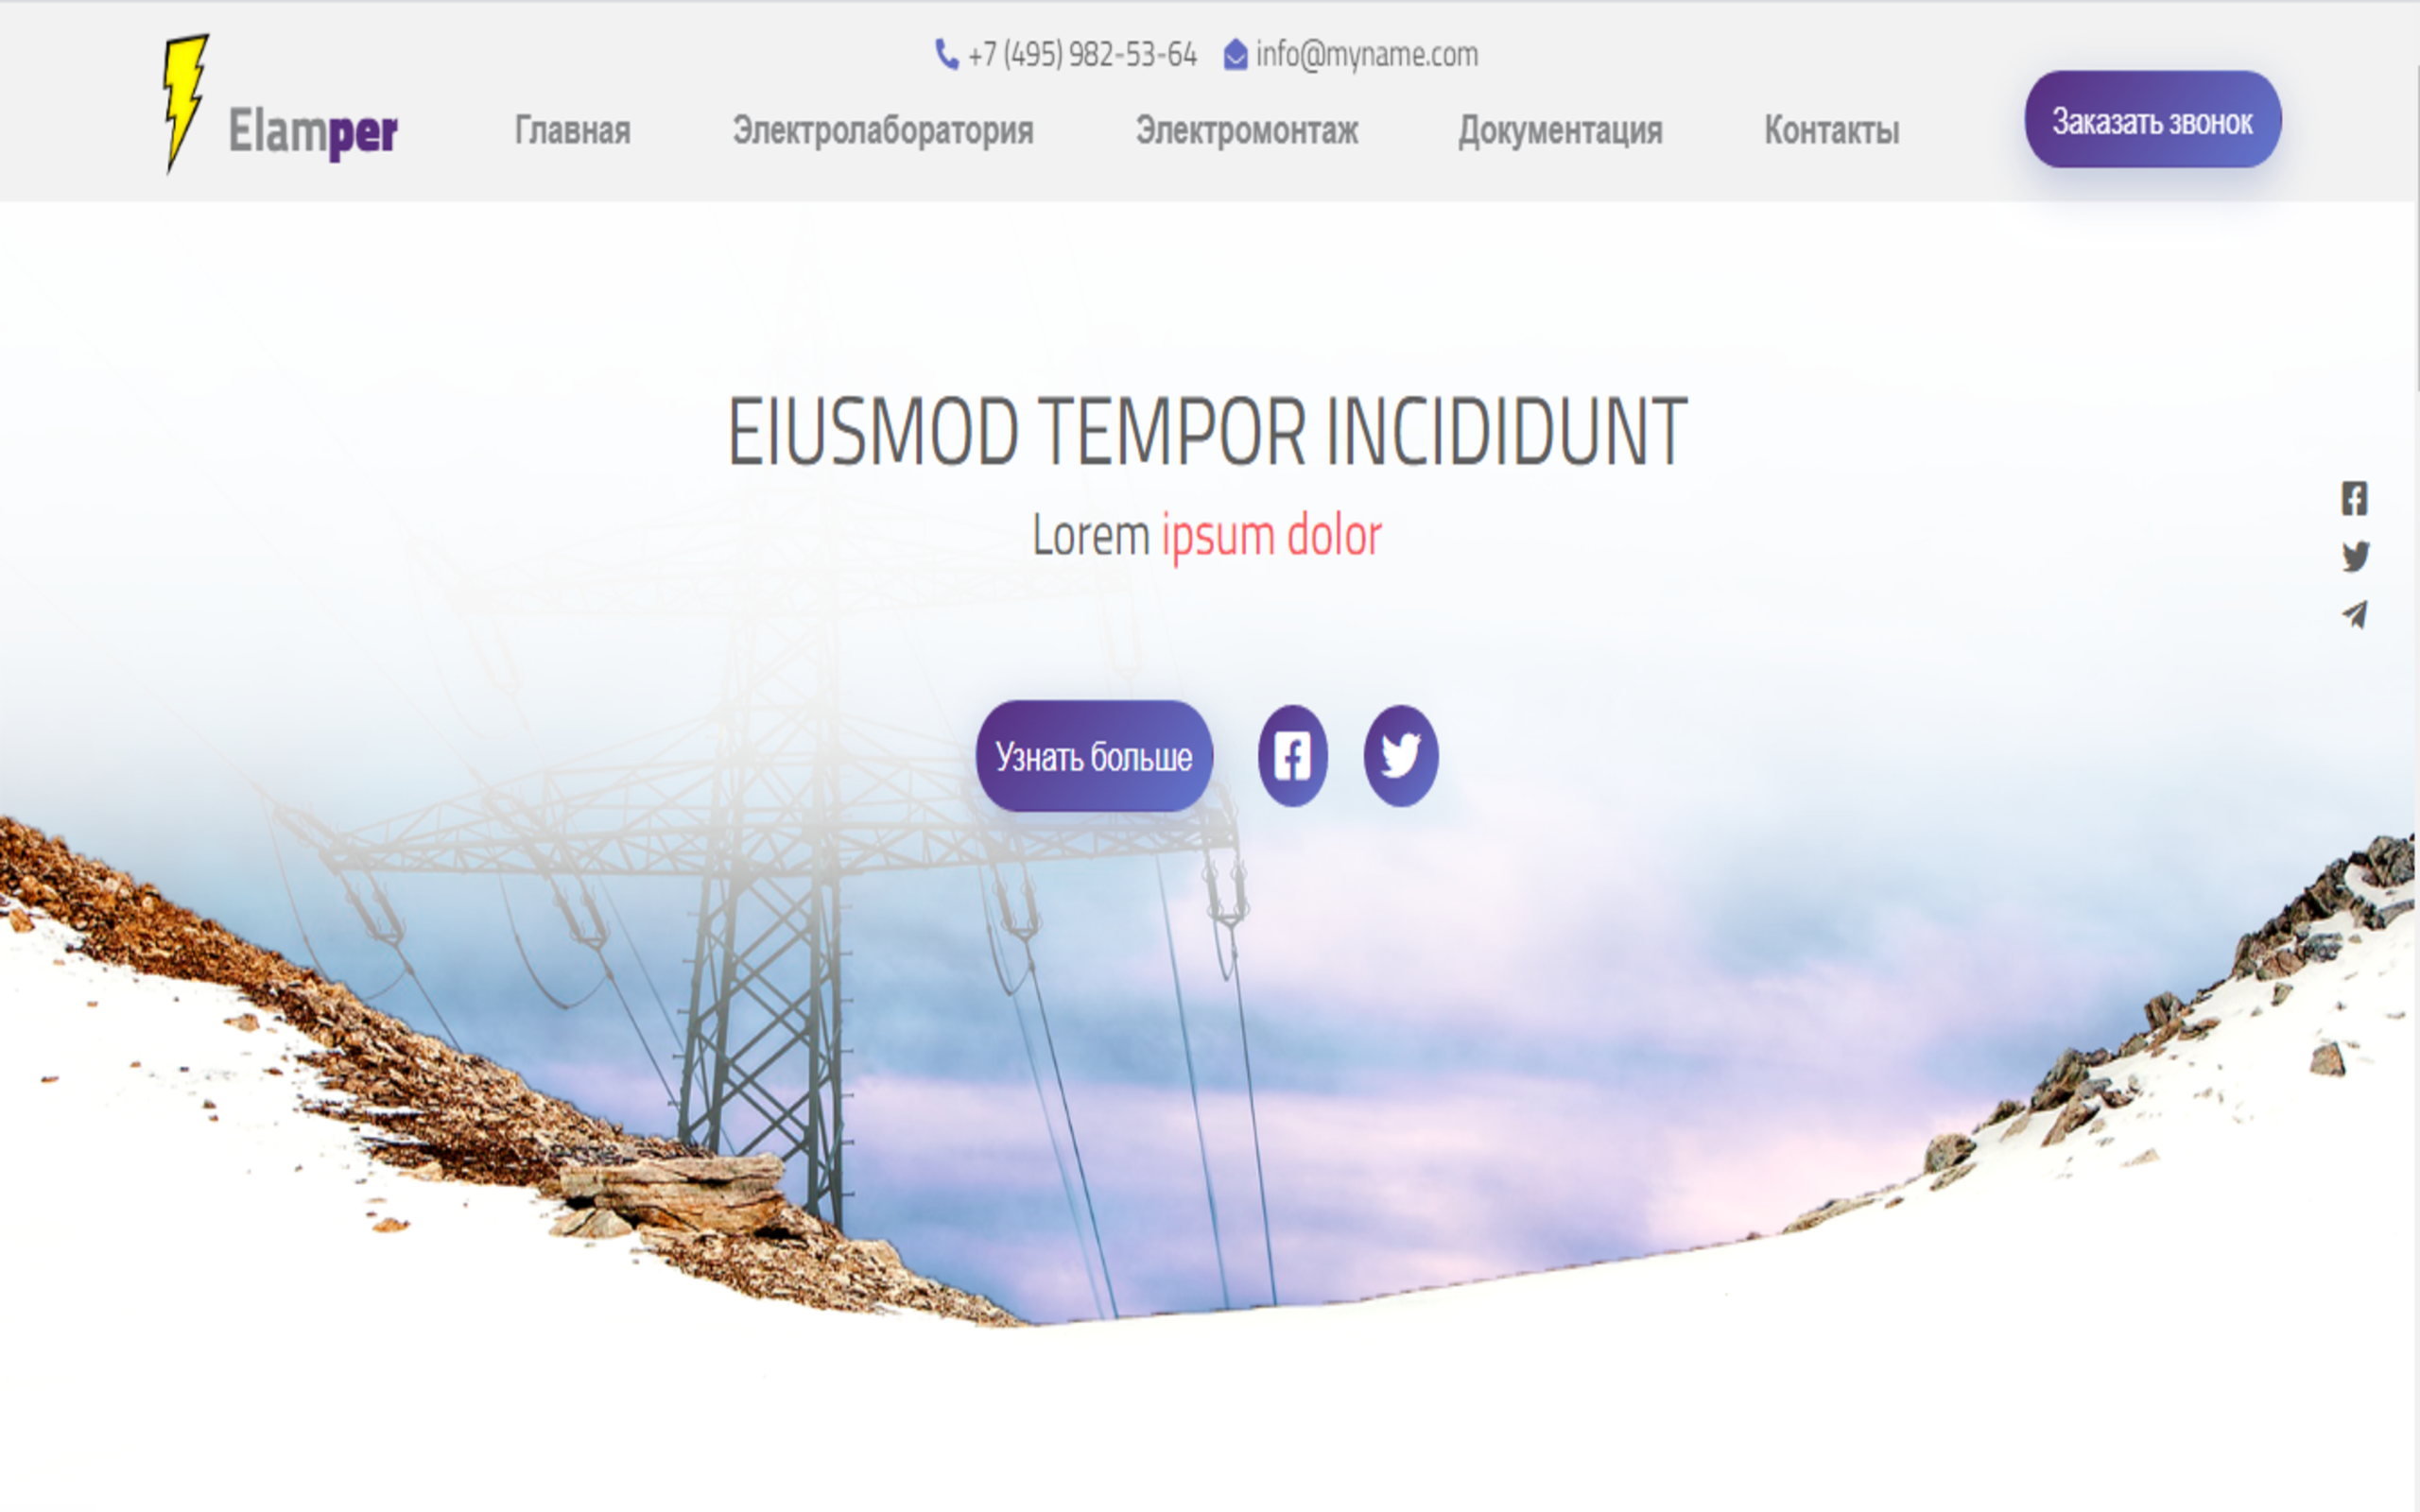 +7 (495) 982-53-64 info@myname.com
Elamper Главная Электролаборатория Электромонтаж Документация Контакты Заказать звонок
EIUSMOD TEMPOR INCIDIDUNT
Lorem ipsum dolor
Узнать больше